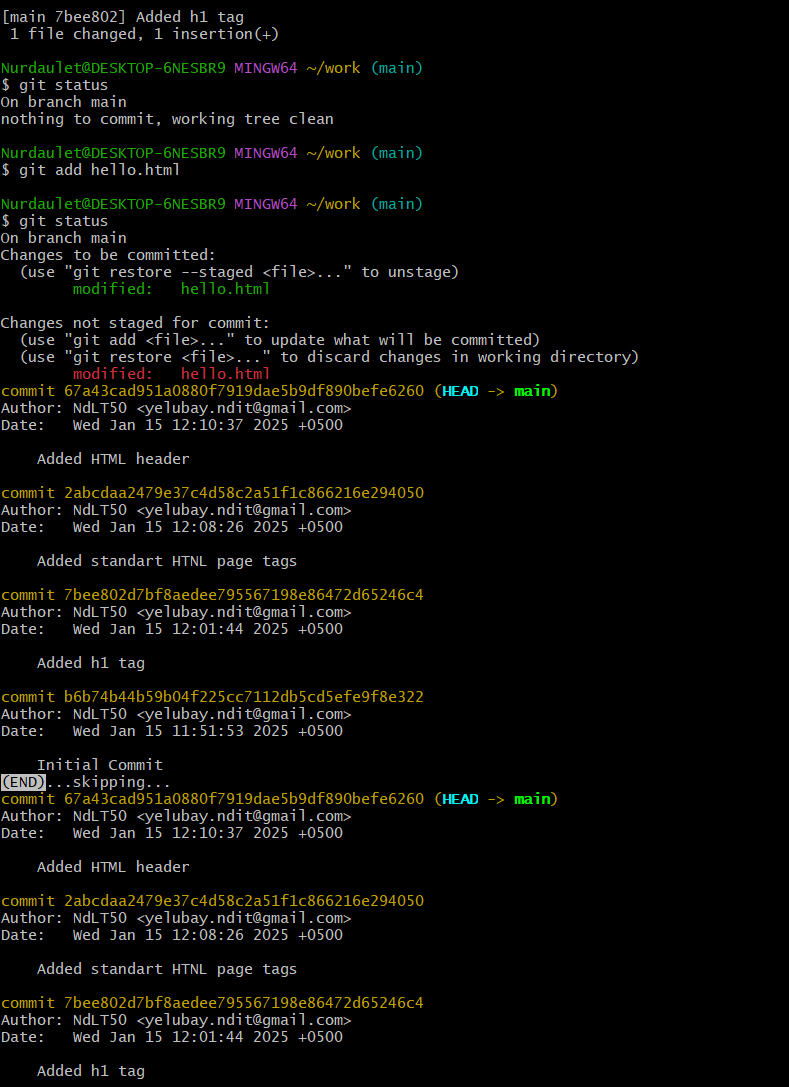 [main 7bee802] Added h1 tag
 1 file changed, 1 insertion(+)

Nurdaulet@DESKTOP-6NESBR9 MINGW64 ~/work (main)
$ git status
On branch main
nothing to commit, working tree clean

Nurdaulet@DESKTOP-6NESBR9 MINGW64 ~/work (main)
$ git add hello.html

Nurdaulet@DESKTOP-6NESBR9 MINGW64 ~/work (main)
$ git status
On branch main
Changes to be committed:
  (use "git restore --staged <file>..." to unstage)
        modified:   hello.html

Changes not staged for commit:
  (use "git add <file>..." to update what will be committed)
  (use "git restore <file>..." to discard changes in working directory)
        modified:   hello.html
commit 67a43cad951a0880f7919dae5b9df890befe6260 (HEAD -> main)
Author: NdLT50 <yelubay.ndit@gmail.com>
Date:   Wed Jan 15 12:10:37 2025 +0500

    Added HTML header

commit 2abcdaa2479e37c4d58c2a51f1c866216e294050
Author: NdLT50 <yelubay.ndit@gmail.com>
Date:   Wed Jan 15 12:08:26 2025 +0500

    Added standart HTNL page tags

commit 7bee802d7bf8aedee795567198e86472d65246c4
Author: NdLT50 <yelubay.ndit@gmail.com>
Date:   Wed Jan 15 12:01:44 2025 +0500

    Added h1 tag

commit b6b74b44b59b04f225cc7112db5cd5efe9f8e322
Author: NdLT50 <yelubay.ndit@gmail.com>
Date:   Wed Jan 15 11:51:53 2025 +0500

    Initial Commit
(END)...skipping...
commit 67a43cad951a0880f7919dae5b9df890befe6260 (HEAD -> main)
Author: NdLT50 <yelubay.ndit@gmail.com>
Date:   Wed Jan 15 12:10:37 2025 +0500

    Added HTML header

commit 2abcdaa2479e37c4d58c2a51f1c866216e294050
Author: NdLT50 <yelubay.ndit@gmail.com>
Date:   Wed Jan 15 12:08:26 2025 +0500

    Added standart HTNL page tags

commit 7bee802d7bf8aedee795567198e86472d65246c4
Author: NdLT50 <yelubay.ndit@gmail.com>
Date:   Wed Jan 15 12:01:44 2025 +0500

    Added h1 tag